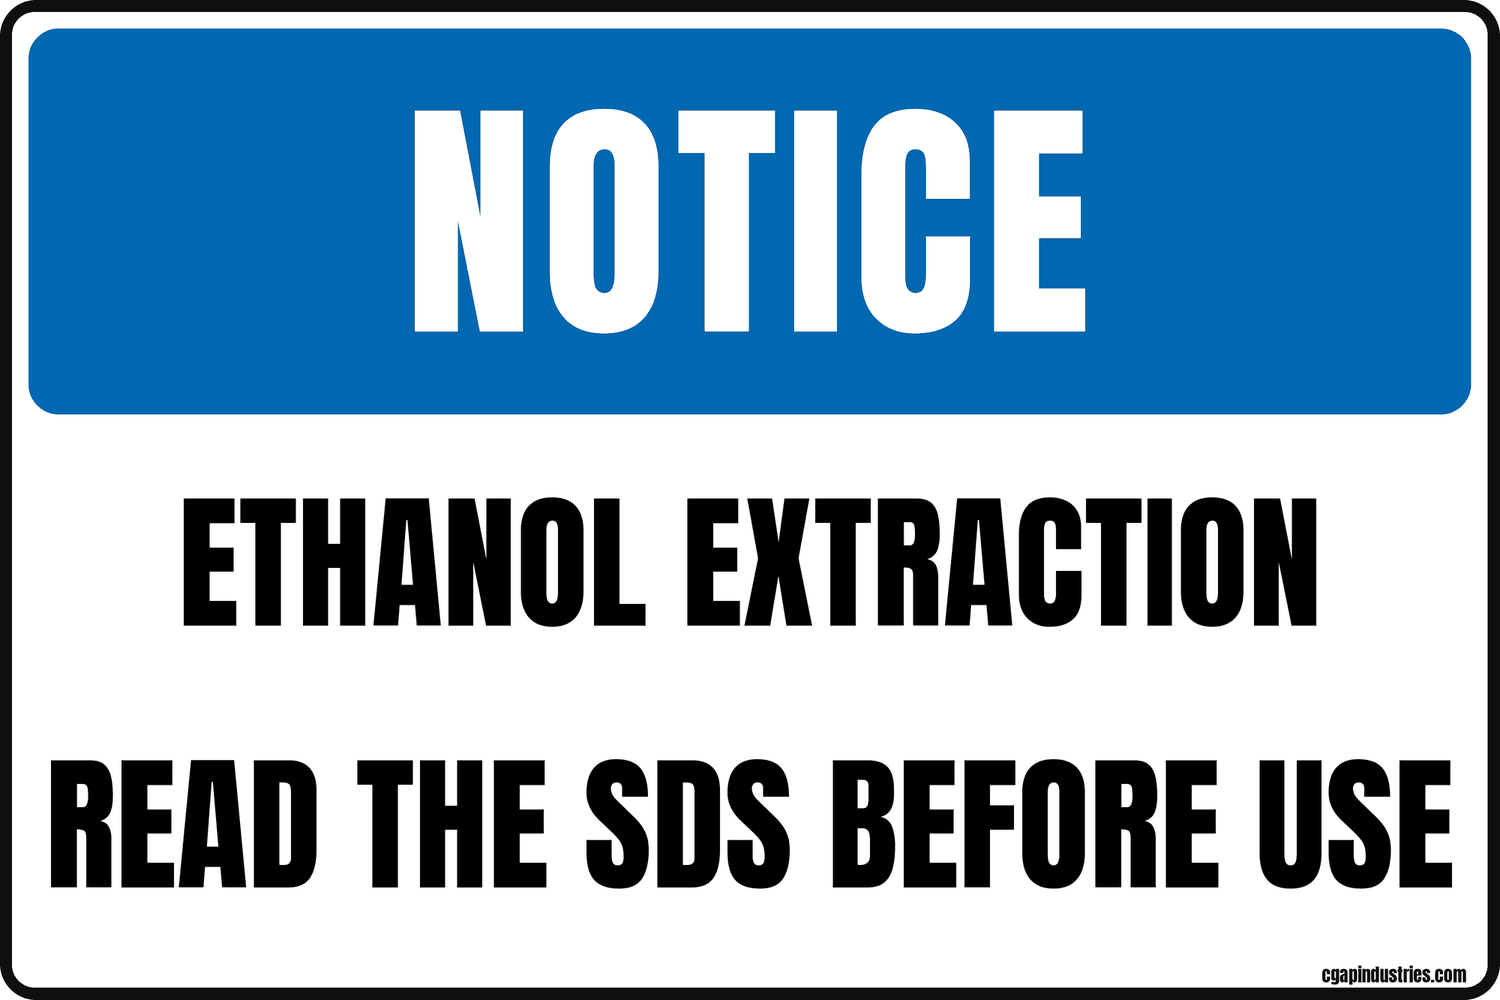 NOTICE
ETHANOL EXTRACTION
READ THE SDS BEFORE USE
cgapindustries.com